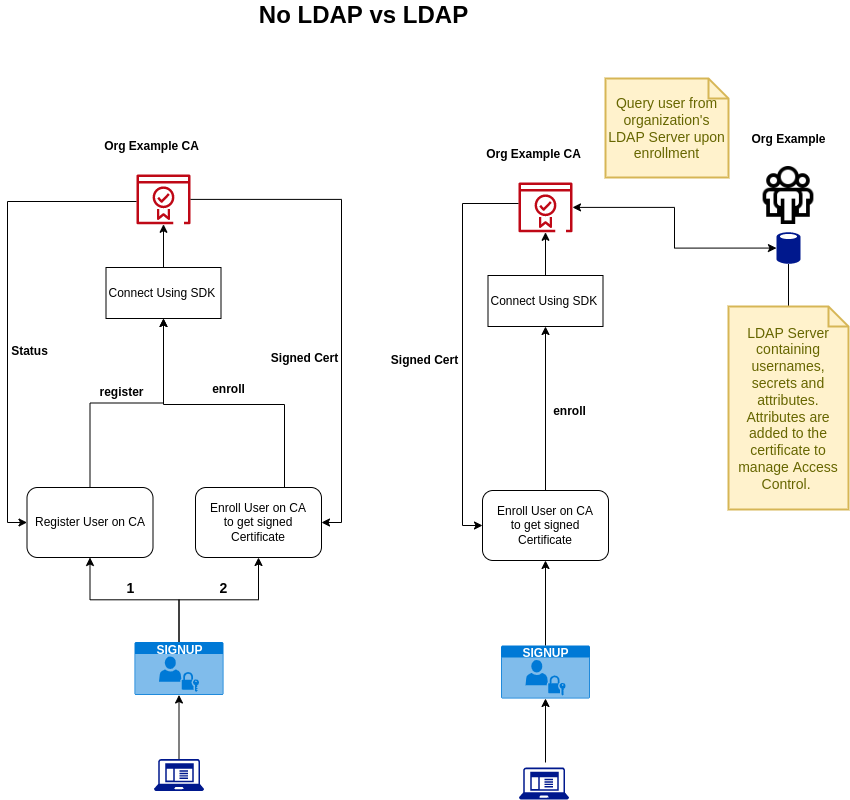 No LDAP vs LDAP
Org Example CA
Status
Signed Cert
Connect Using SDK
register
enroll
Register User on CA
Enroll User on CA
to get signed
Certificate
1
2
SIGNUP
Org Example CA
Signed Cert
Connect Using SDK
enroll
Enroll User on CA
to get signed
Certificate
SIGNUP
Query user from
organization's
LDAP Server upon
enrollment
Org Example
LDAP Server
containing
usernames,
secrets and
attributes.
Attributes are
added to the
certificate to
manage Access
Control.